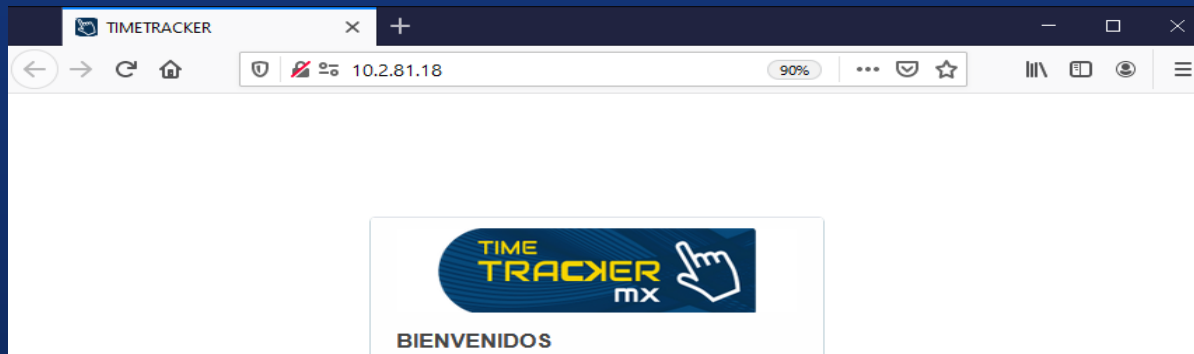 TIMETRACKER
10.2.81.18
90%
TIME
TRACKER
mx
BIENVENIDOS